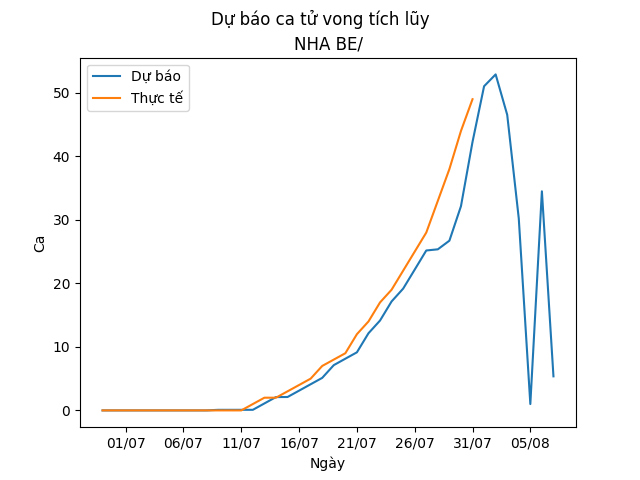 Dự báo ca tử vong tích lũy
NHA BE/
Dự báo
Thực tế
Ca
50
40
30
20
10
0
01/07 06/07 11/07 16/07 21/07 26/07 31/07 05/08
Ngày